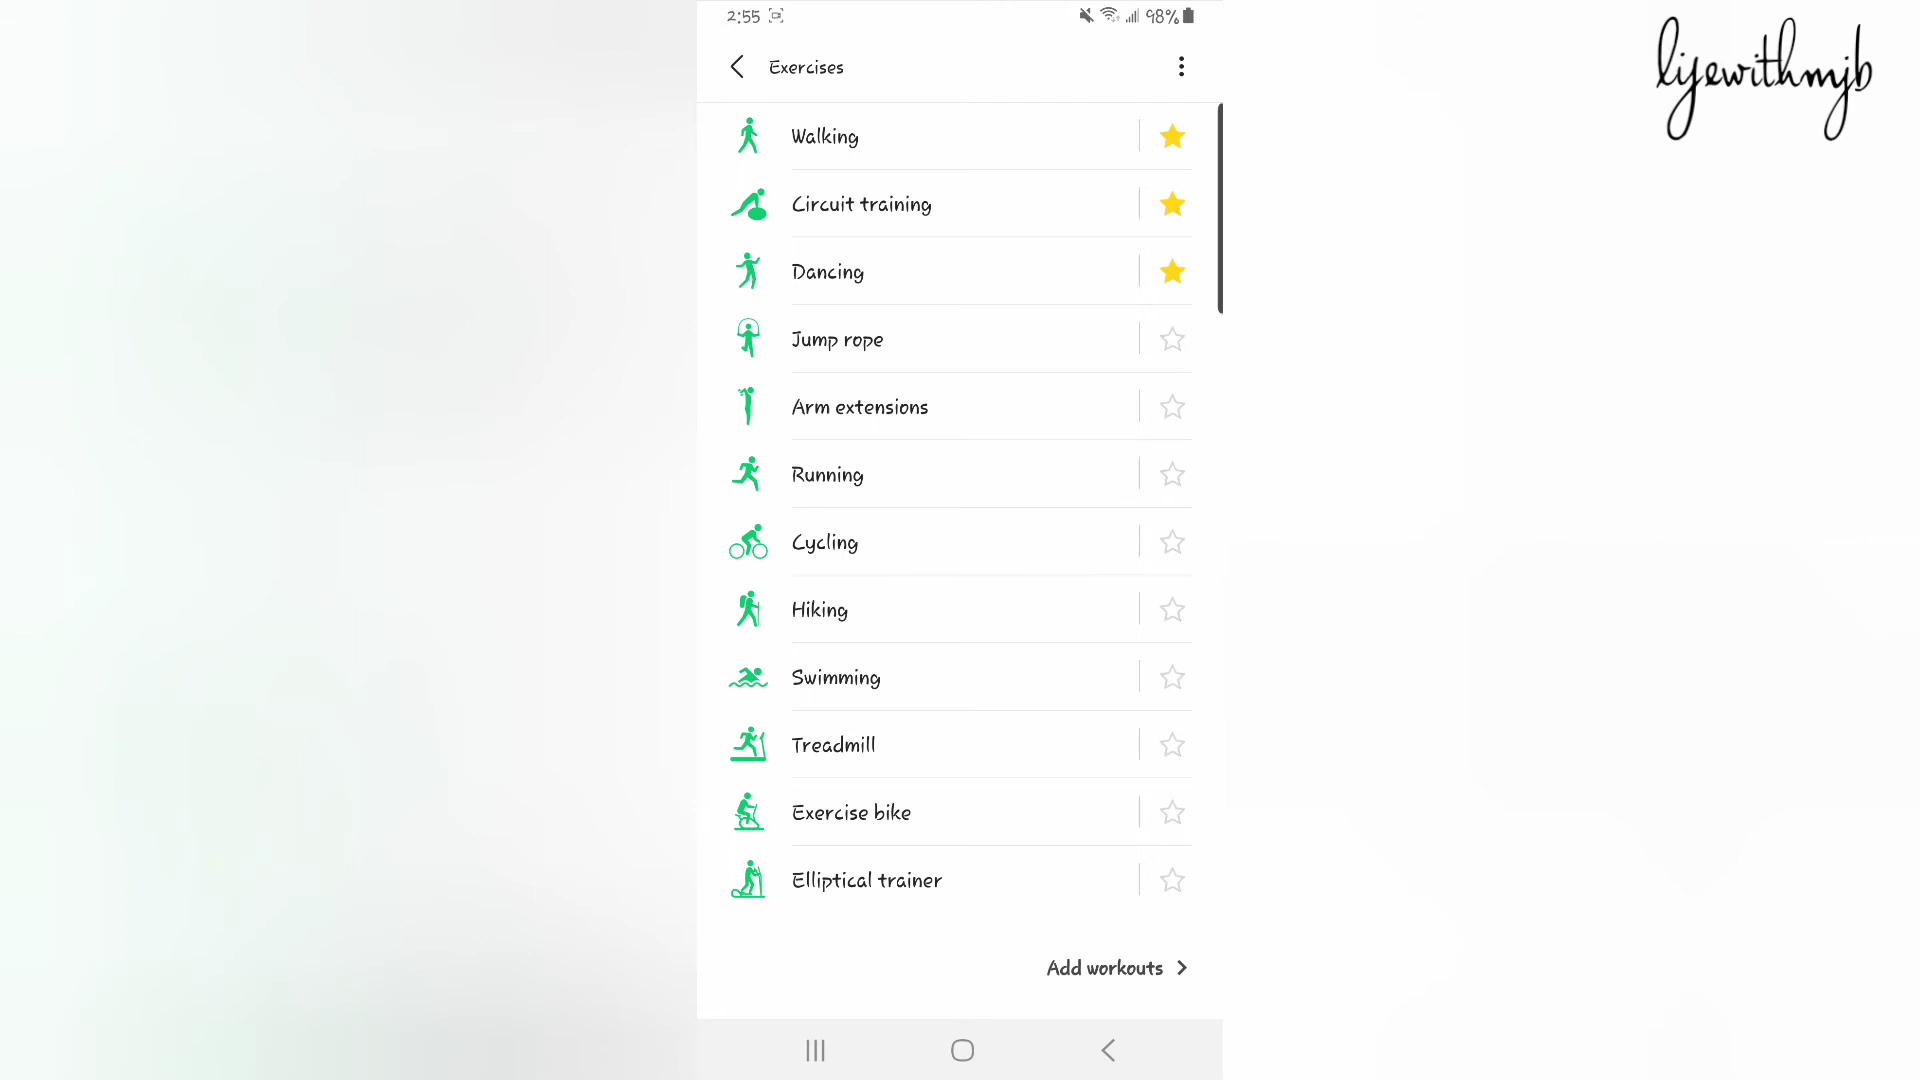 2:55 98%
lifewithmjb
Exercises
Walking
Circuit training
Dancing
Jump rope
Arm extensions
Running
Cycling
Hiking
Swimming
Treadmill
Exercise bike
Elliptical trainer
Add workouts